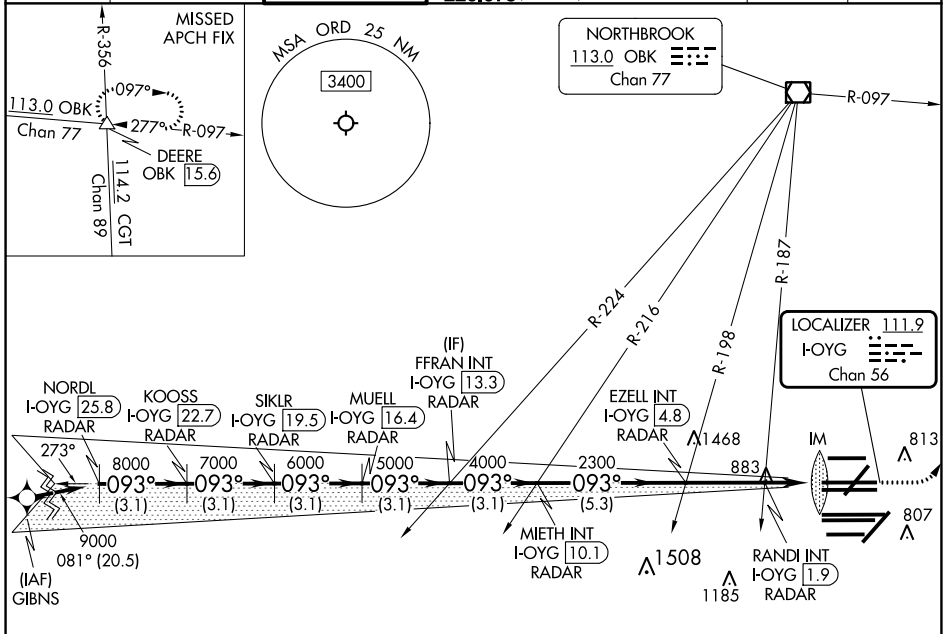 MISSED
APCH FIX
R-356
097°
113.0 OBK
Chan 77
277°
R-097
DEERE
OBK 15.6
114.2 CGT
Chan 89
MSA ORD 25 NM
3400
NORTHBROOK
113.0 OBK
Chan 77
R-097
R-224
R-216
R-198
R-187
LOCALIZER 111.9
I-OYG
Chan 56
NORDL
I-OYG 25.8
RADAR
KOOSS
I-OYG 22.7
RADAR
SIKLR
I-OYG 19.5
RADAR
MUELL
I-OYG 16.4
RADAR
(IF)
FFRAN INT
I-OYG 13.3
RADAR
EZELL INT
I-OYG 4.8
RADAR
1468
IM
813
273°
8000
093°
(3.1)
7000
093°
(3.1)
6000
093°
(3.1)
5000
093°
(3.1)
4000
093°
(3.1)
2300
093°
(5.3)
883
9000
081° (20.5)
(IAF)
GIBNS
MIETH INT
I-OYG 10.1
RADAR
1508
1185
RANDI INT
I-OYG 1.9
RADAR
807